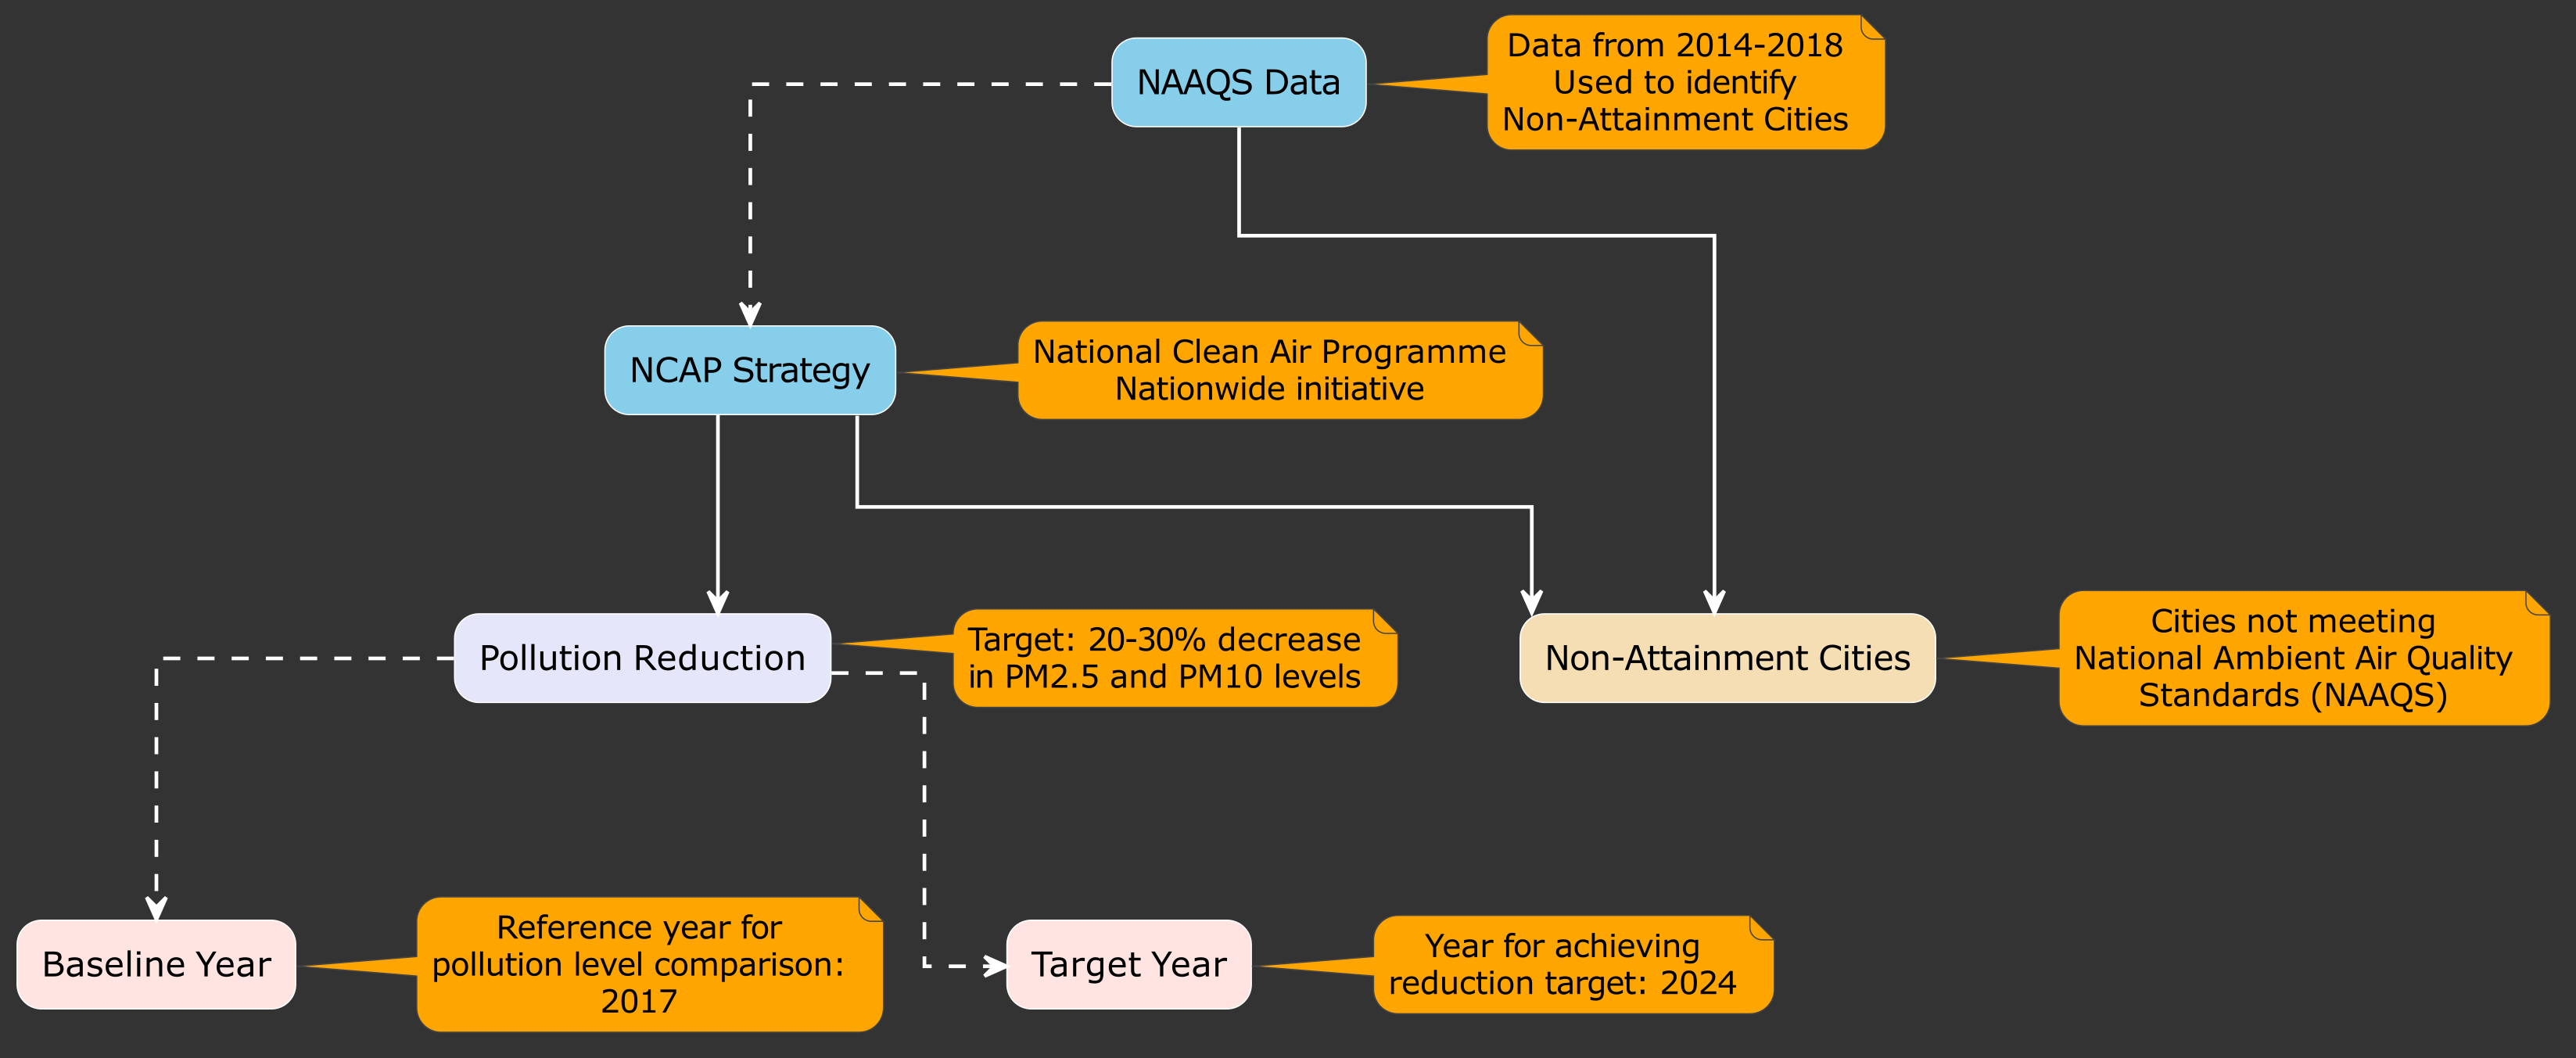 NAAQS Data
Data from 2014-2018
Used to identify
Non-Attainment Cities
NCAP Strategy
National Clean Air Programme
Nationwide initiative
Pollution Reduction
Target: 20-30% decrease
in PM2.5 and PM10 levels
Non-Attainment Cities
Cities not meeting
National Ambient Air Quality
Standards (NAAQS)
Baseline Year
Reference year for
pollution level comparison:
2017
Target Year
Year for achieving
reduction target: 2024